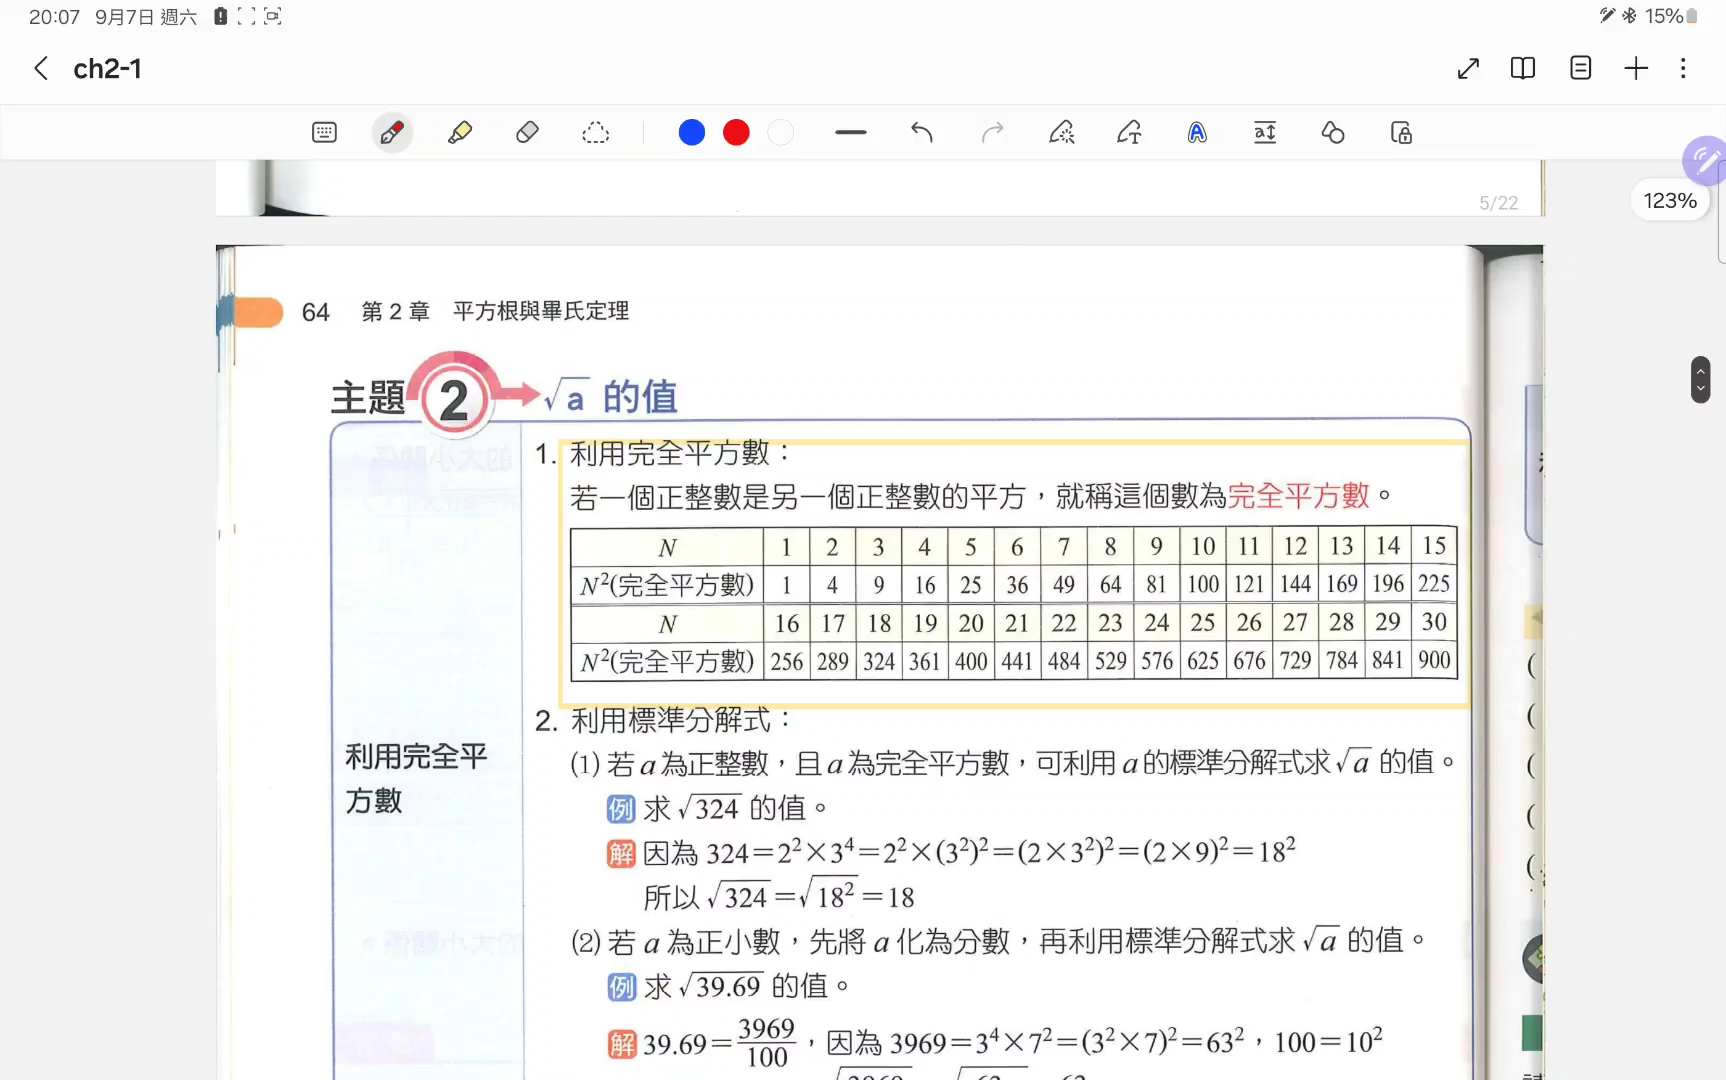 20:07 9月7日 週六
15%
ch2-1
5/22
123%
64 第 2 章 平方根與畢氏定理
主題 2 √a 的值
1. 利用完全平方數：
若一個正整數是另一個正整數的平方，就稱這個數為完全平方數。
N 1 2 3 4 5 6 7 8 9 10 11 12 13 14 15
N²(完全平方數) 1 4 9 16 25 36 49 64 81 100 121 144 169 196 225
N 16 17 18 19 20 21 22 23 24 25 26 27 28 29 30
N²(完全平方數) 256 289 324 361 400 441 484 529 576 625 676 729 784 841 900
利用完全平
方數
2. 利用標準分解式：
(1) 若 a 為正整數，且 a 為完全平方數，可利用 a 的標準分解式求 √a 的值。
例 求 √324 的值。
解 因為 324＝2²×3⁴＝2²×(3²)²＝(2×3²)²＝(2×9)²＝18²
所以 √324＝√18²＝18
(2) 若 a 為正小數，先將 a 化為分數，再利用標準分解式求 √a 的值。
例 求 √39.69 的值。
解 39.69＝3969/100，因為 3969＝3⁴×7²＝(3²×7)²＝63²，100＝10²